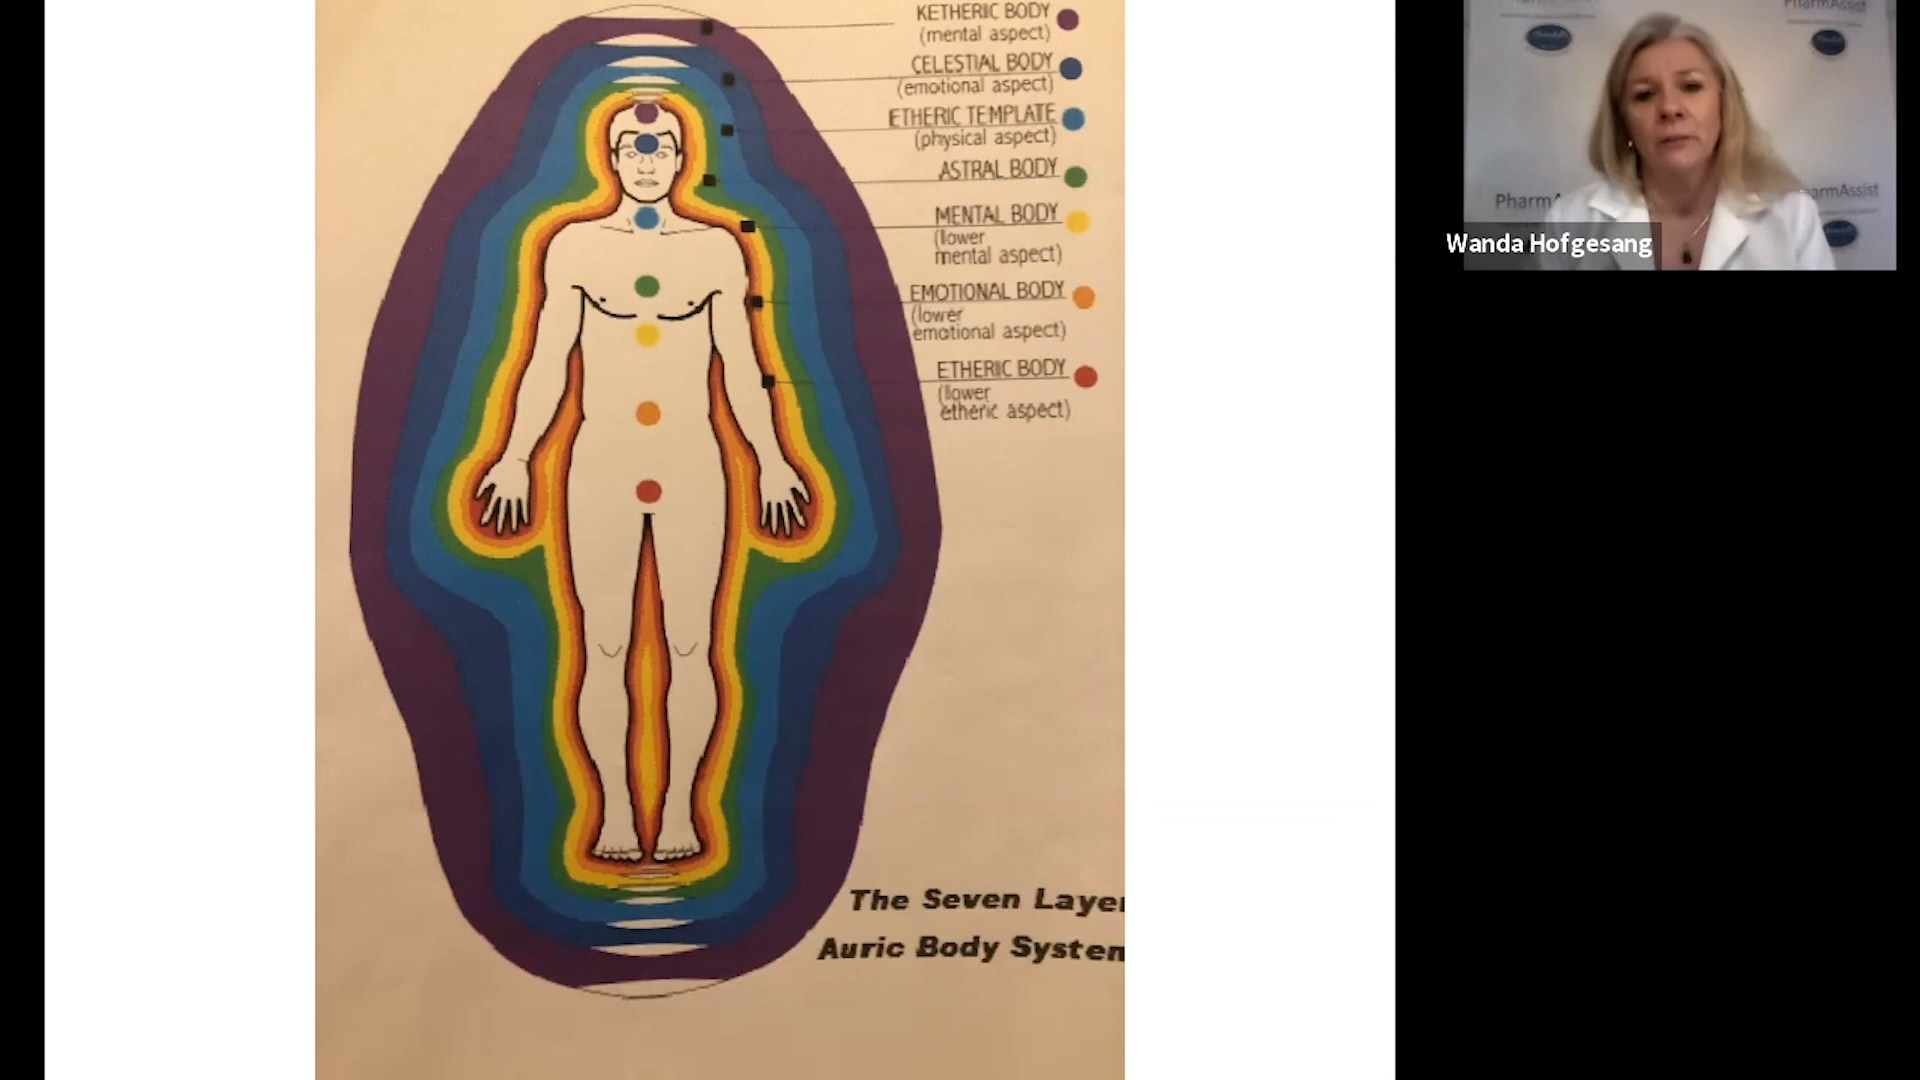 KETHERIC BODY
(mental aspect)
CELESTIAL BODY
(emotional aspect)
ETHERIC TEMPLATE
(physical aspect)
ASTRAL BODY
MENTAL BODY
(lower
mental aspect)
EMOTIONAL BODY
(lower
emotional aspect)
ETHERIC BODY
(lower
etheric aspect)
The Seven Layer
Auric Body System
PharmAssist
PharmA
armAssist
Wanda Hofgesang